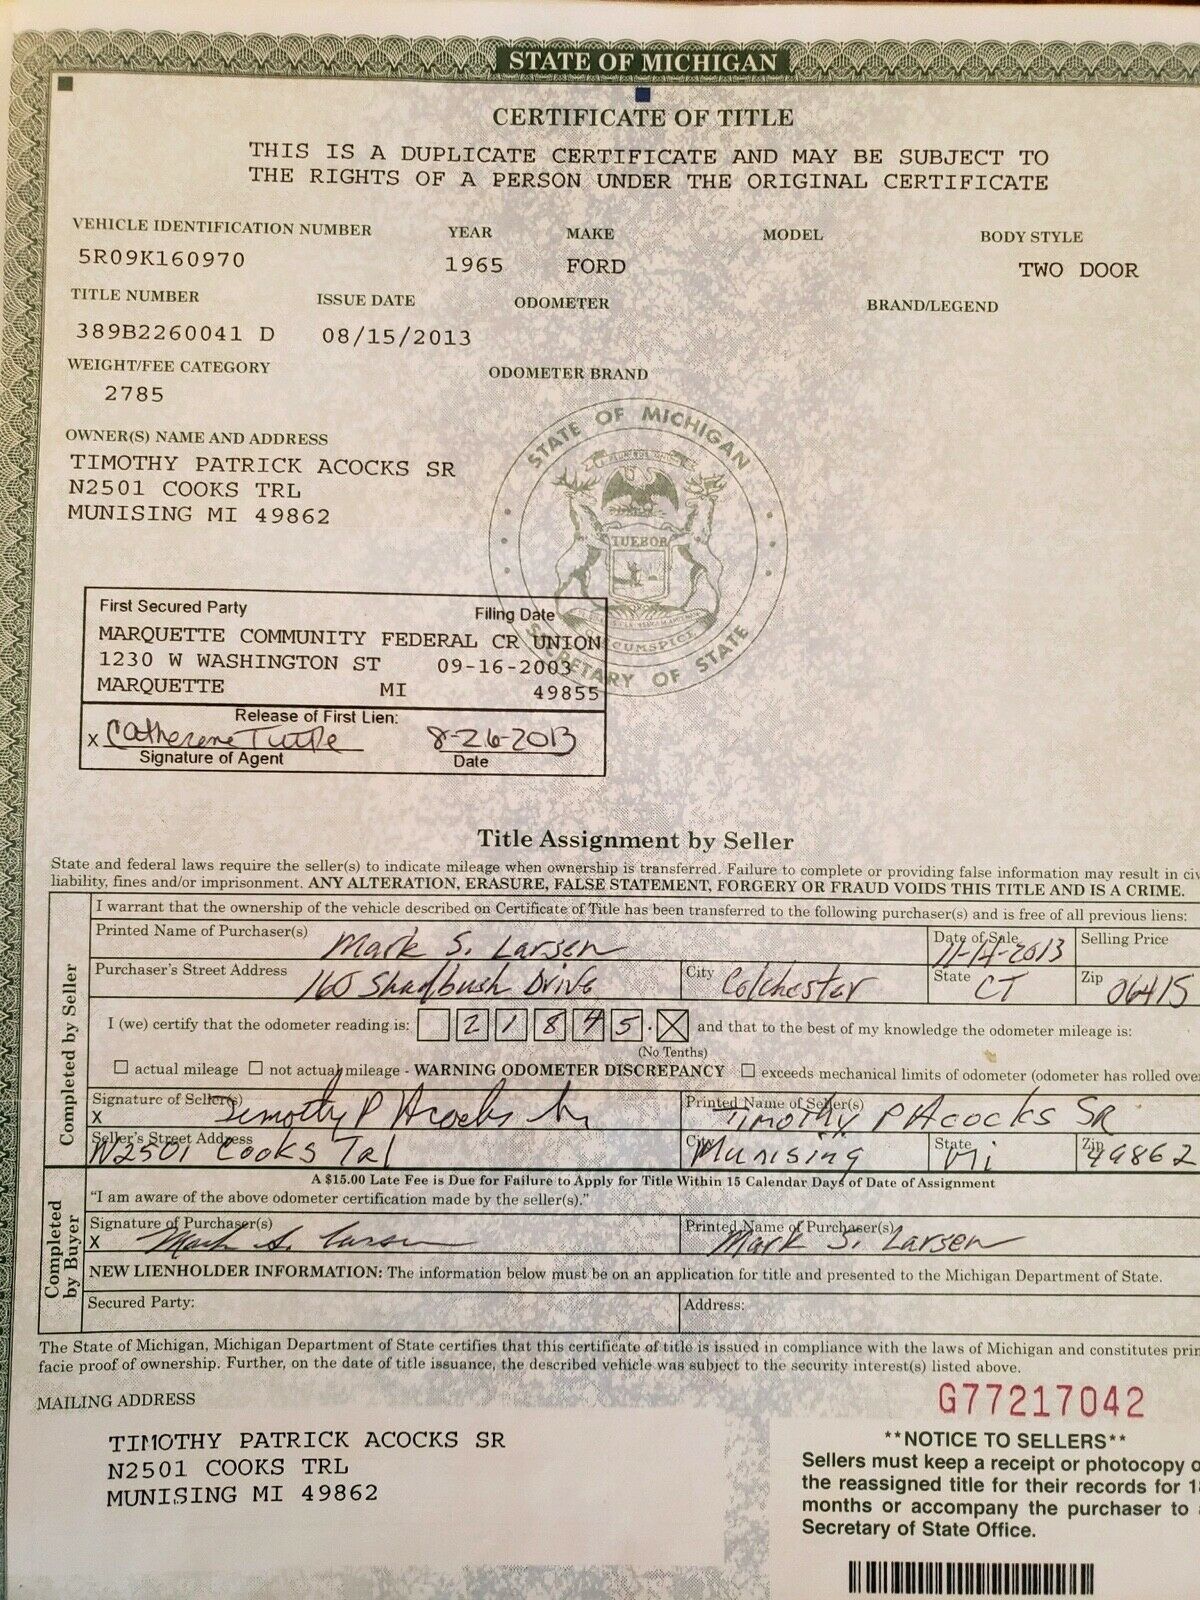 STATE OF MICHIGAN
CERTIFICATE OF TITLE
THIS IS A DUPLICATE CERTIFICATE AND MAY BE SUBJECT TO
THE RIGHTS OF A PERSON UNDER THE ORIGINAL CERTIFICATE
VEHICLE IDENTIFICATION NUMBER YEAR MAKE MODEL BODY STYLE
5R09K160970 1965 FORD TWO DOOR
TITLE NUMBER ISSUE DATE ODOMETER BRAND/LEGEND
389B2260041 D 08/15/2013
WEIGHT/FEE CATEGORY ODOMETER BRAND
2785
OWNER(S) NAME AND ADDRESS
TIMOTHY PATRICK ACOCKS SR
N2501 COOKS TRL
MUNISING MI 49862
STATE OF MICHIGAN
TUEBOR
CUMSPICE
SECRETARY OF STATE
First Secured Party Filing Date
MARQUETTE COMMUNITY FEDERAL CR UNION
1230 W WASHINGTON ST 09-16-2003
MARQUETTE MI 49855
Release of First Lien:
X Catherene Tuttle 8-26-2013
Signature of Agent Date
Title Assignment by Seller
State and federal laws require the seller(s) to indicate mileage when ownership is transferred. Failure to complete or providing false information may result in civ
liability, fines and/or imprisonment. ANY ALTERATION, ERASURE, FALSE STATEMENT, FORGERY OR FRAUD VOIDS THIS TITLE AND IS A CRIME.
Completed by Seller
I warrant that the ownership of the vehicle described on Certificate of Title has been transferred to the following purchaser(s) and is free of all previous liens:
Printed Name of Purchaser(s) Mark S. Larsen Date of Sale 11-14-2013 Selling Price
Purchaser's Street Address 160 Shadbush Drive City Colchester State CT Zip 06415
I (we) certify that the odometer reading is: 2 1 8 4 5 . X and that to the best of my knowledge the odometer mileage is:
(No Tenths)
actual mileage not actual mileage - WARNING ODOMETER DISCREPANCY exceeds mechanical limits of odometer (odometer has rolled over
Signature of Seller(s) Printed Name of Seller(s)
X Timothy P Acocks Sr Timothy P Acocks SR
Seller's Street Address City State Zip
N2501 Cooks Tral Munising Mi 49862
A $15.00 Late Fee is Due for Failure to Apply for Title Within 15 Calendar Days of Date of Assignment
Completed by Buyer
"I am aware of the above odometer certification made by the seller(s)."
Signature of Purchaser(s) Printed Name of Purchaser(s)
X Mark S. Larsen Mark S. Larsen
NEW LIENHOLDER INFORMATION: The information below must be on an application for title and presented to the Michigan Department of State.
Secured Party: Address:
The State of Michigan, Michigan Department of State certifies that this certificate of title is issued in compliance with the laws of Michigan and constitutes prim
facie proof of ownership. Further, on the date of title issuance, the described vehicle was subject to the security interest(s) listed above.
MAILING ADDRESS
TIMOTHY PATRICK ACOCKS SR
N2501 COOKS TRL
MUNISING MI 49862
G77217042
**NOTICE TO SELLERS**
Sellers must keep a receipt or photocopy o
the reassigned title for their records for 18
months or accompany the purchaser to a
Secretary of State Office.